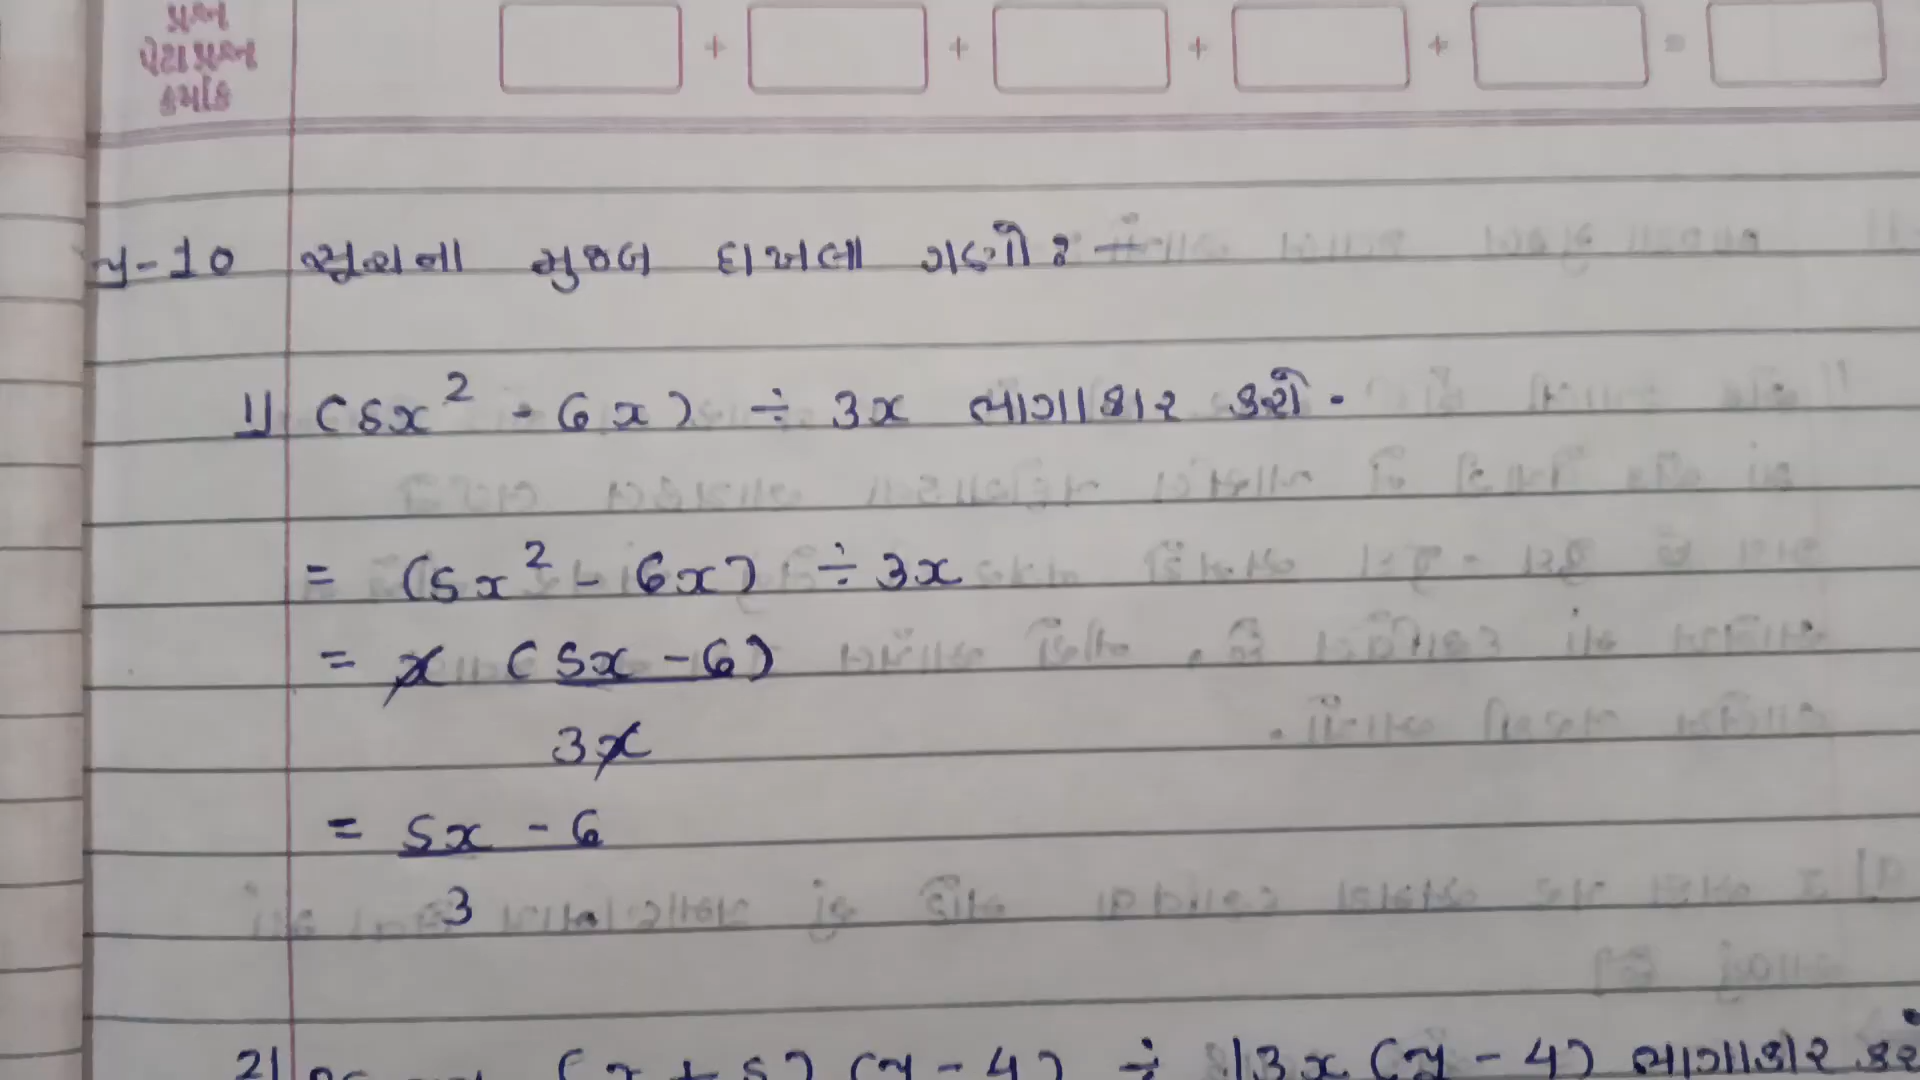 પ્રશ્ન
પેટા પ્રશ્ન
ક્રમાંક
+ + + + =
પ્ર-10 સૂચના મુજબ દાખલા ગણો :-
1) (5x² - 6x) ÷ 3x ભાગાકાર કરો.
= (5x² - 6x) ÷ 3x
= x (5x - 6)
3x
= 5x - 6
3
2) (x + 5) (y - 4) ÷ 13x (y - 4) ભાગાકાર કરો